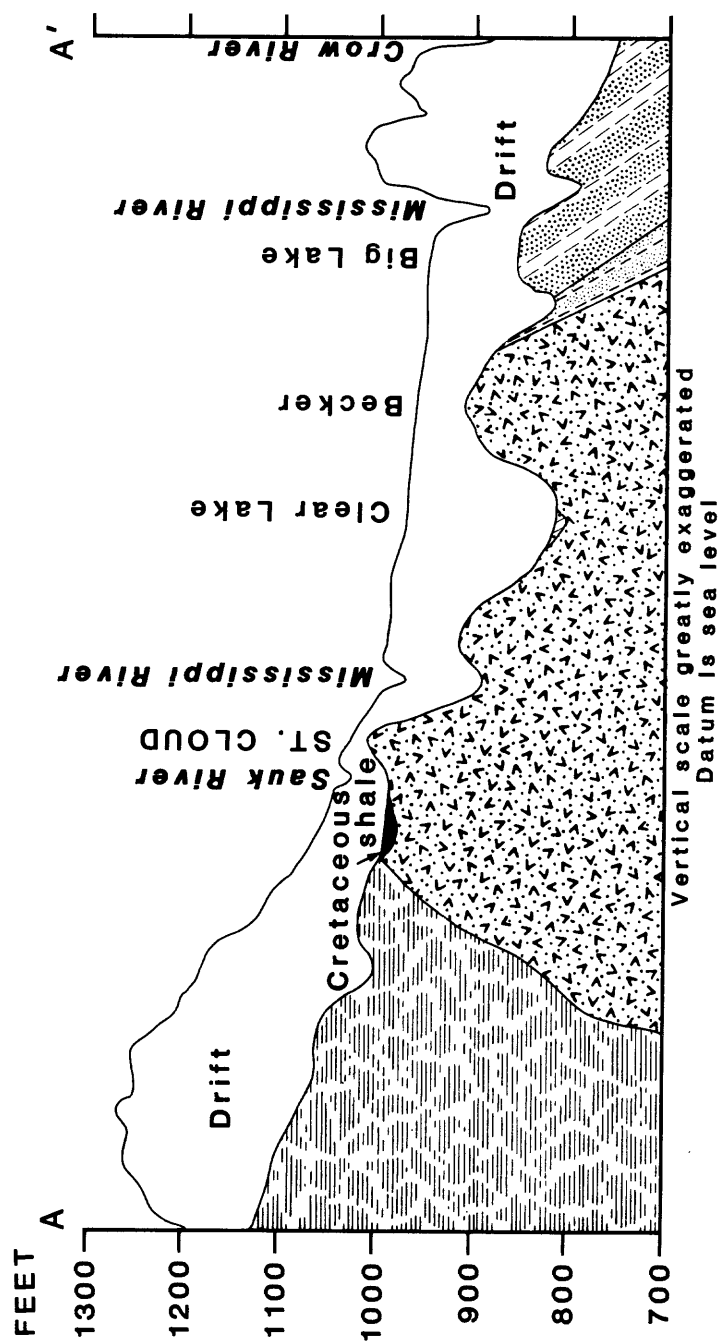 FEET
A
A'
1300
1200
1100
1000
900
800
700
Drift
Cretaceous
shale
Sauk River
ST. CLOUD
Mississippi River
Clear Lake
Becker
Big Lake
Mississippi River
Crow River
Drift
Vertical scale greatly exaggerated
Datum is sea level